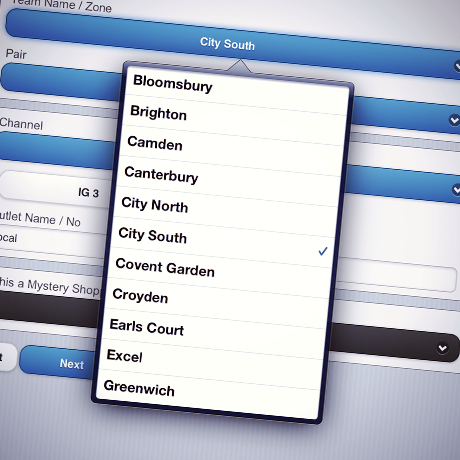 Team Name / Zone
City South
Pair
Bloomsbury
Brighton
Channel
Camden
Canterbury
IG 3
City North
utlet Name / No
City South
ocal
Covent Garden
his a Mystery Shop
Croyden
Earls Court
Next
Excel
Greenwich